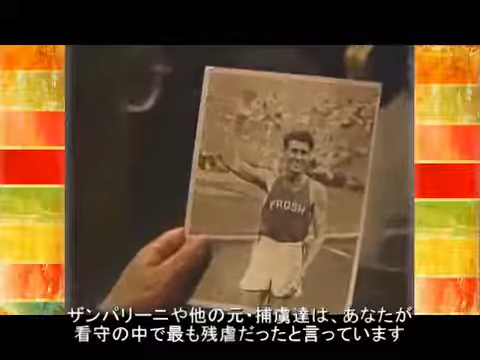 FROSH
ザンパリーニや他の元・捕虜達は、あなたが
看守の中で最も残虐だったと言っています